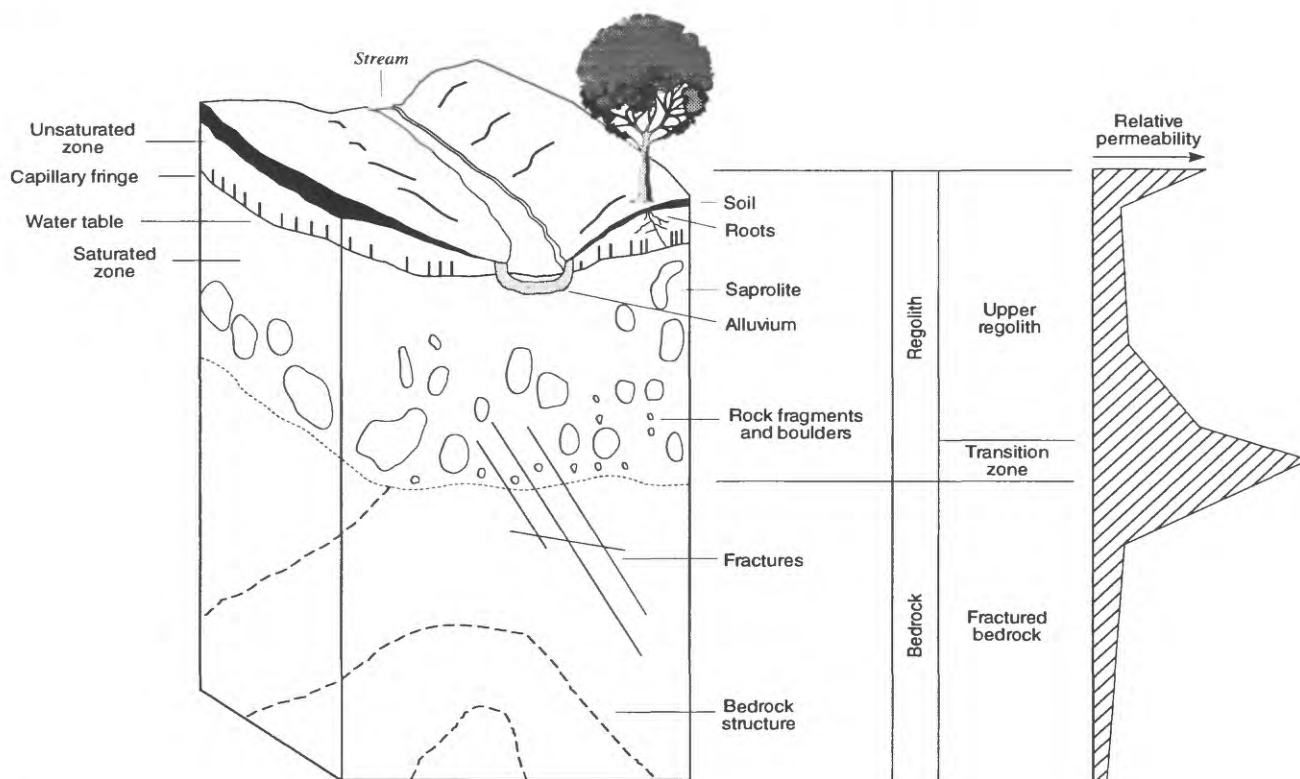 Stream
Unsaturated
zone
Capillary fringe
Water table
Saturated
zone
Soil
Roots
Saprolite
Alluvium
Rock fragments
and boulders
Fractures
Bedrock
structure
Regolith
Bedrock
Upper
regolith
Transition
zone
Fractured
bedrock
Relative
permeability